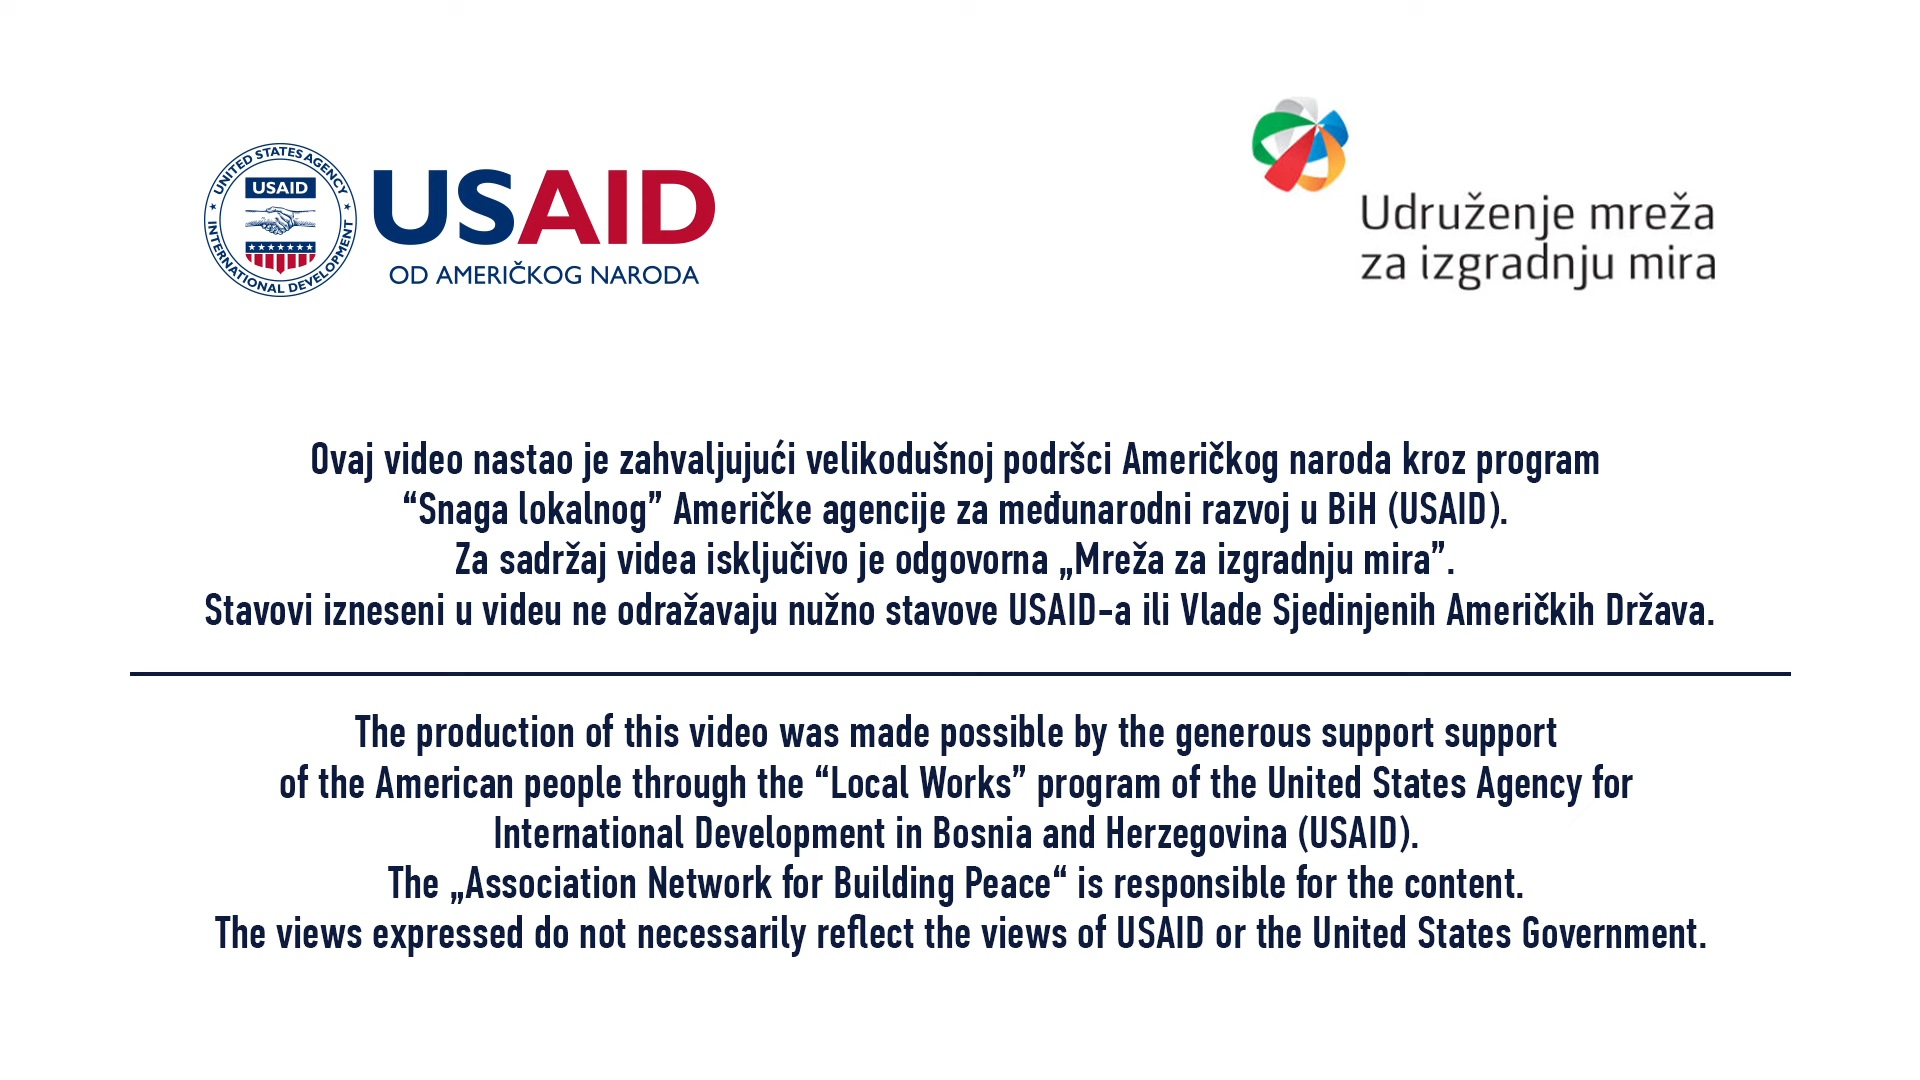 UNITED STATES AGENCY
INTERNATIONAL DEVELOPMENT
USAID
USAID
OD AMERIČKOG NARODA
Udruženje mreža
za izgradnju mira
Ovaj video nastao je zahvaljujući velikodušnoj podršci Američkog naroda kroz program
“Snaga lokalnog” Američke agencije za međunarodni razvoj u BiH (USAID).
Za sadržaj videa isključivo je odgovorna „Mreža za izgradnju mira”.
Stavovi izneseni u videu ne odražavaju nužno stavove USAID-a ili Vlade Sjedinjenih Američkih Država.
The production of this video was made possible by the generous support support
of the American people through the “Local Works” program of the United States Agency for
International Development in Bosnia and Herzegovina (USAID).
The „Association Network for Building Peace“ is responsible for the content.
The views expressed do not necessarily reflect the views of USAID or the United States Government.